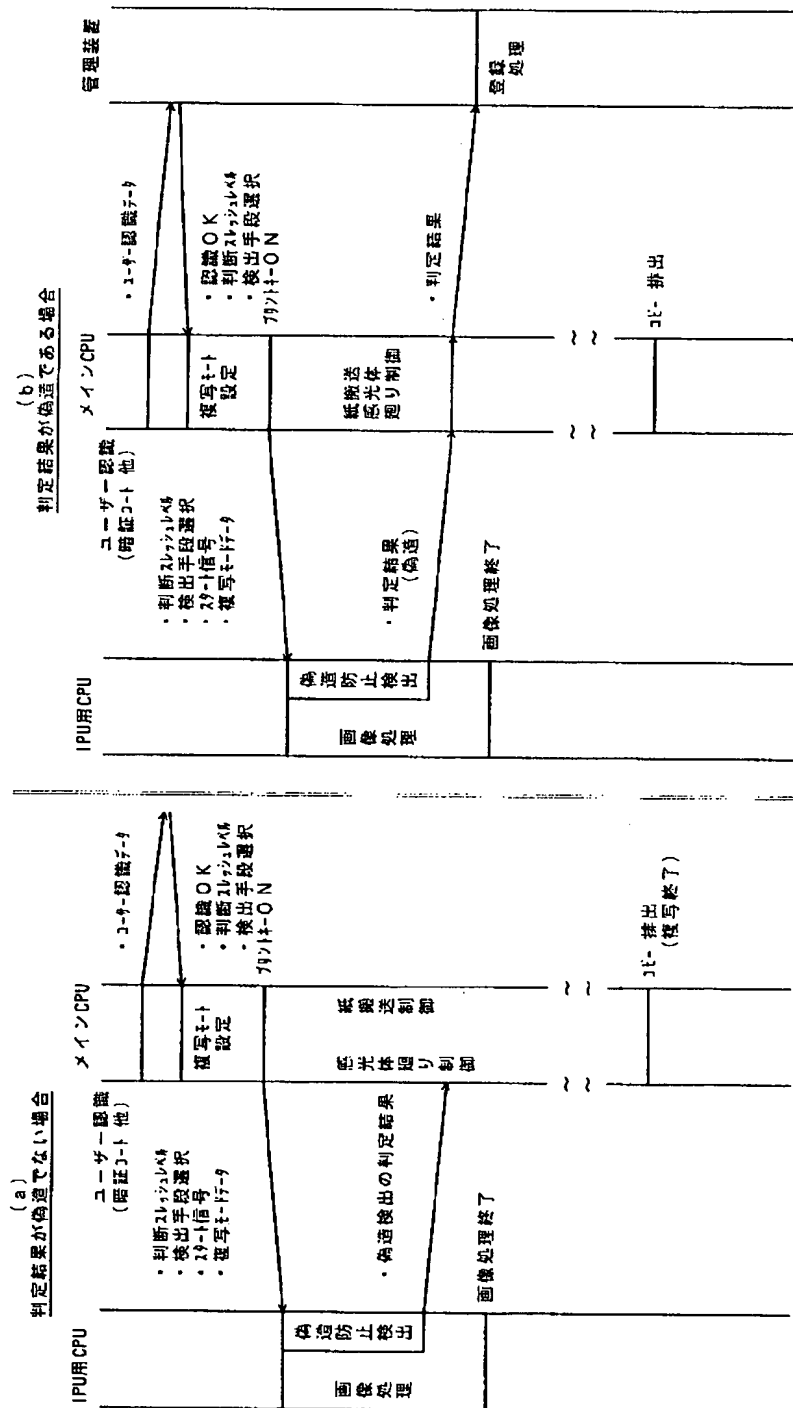 (a)
判定結果が偽造でない場合
IPU用CPU
メインCPU
ユーザー認識
(暗証コード他)
・ユーザー認識データ
・認識OK
・判断スレッシュレベル
・検出手段選択
プリントキーON
複写モード
設定
・判断スレッシュレベル
・検出手段選択
・スタート信号
・複写モードデータ
偽造防止検出
画像処理
感光体廻り制御
紙搬送制御
・偽造検出の判定結果
画像処理終了
コピー排出
(複写終了)
(b)
判定結果が偽造である場合
IPU用CPU
メインCPU
管理装置
ユーザー認識
(暗証コード他)
・ユーザー認識データ
・認識OK
・判断スレッシュレベル
・検出手段選択
プリントキーON
複写モード
設定
・判断スレッシュレベル
・検出手段選択
・スタート信号
・複写モードデータ
偽造防止検出
画像処理
紙搬送
感光体
廻り制御
・判定結果
(偽造)
・判定結果
登録
処理
画像処理終了
コピー排出